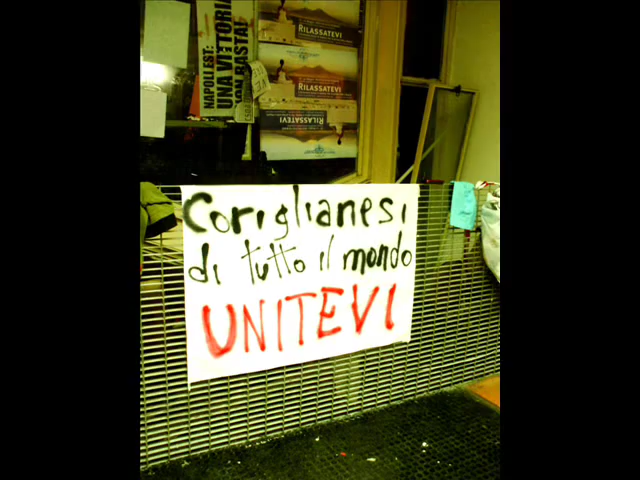 NAPOLI EST:
UNA VITTORIA
NON BASTA!
RILASSATEVI
RILASSATEVI
RILASSATEVI
Coriglianesi
di tutto il mondo
UNITEVI